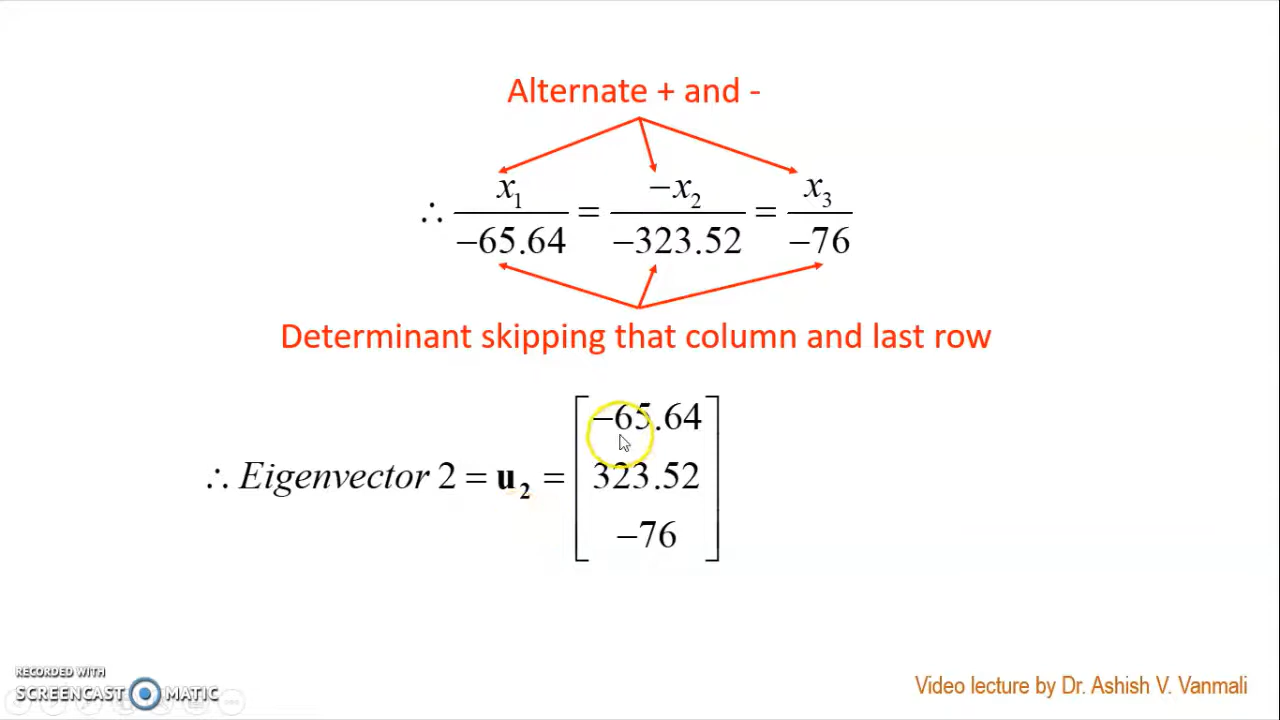 Alternate + and -
∴ x₁/−65.64 = −x₂/−323.52 = x₃/−76
Determinant skipping that column and last row
∴ Eigenvector 2 = u₂ = [−65.64
323.52
−76]
RECORDED WITH
SCREENCAST MATIC
Video lecture by Dr. Ashish V. Vanmali